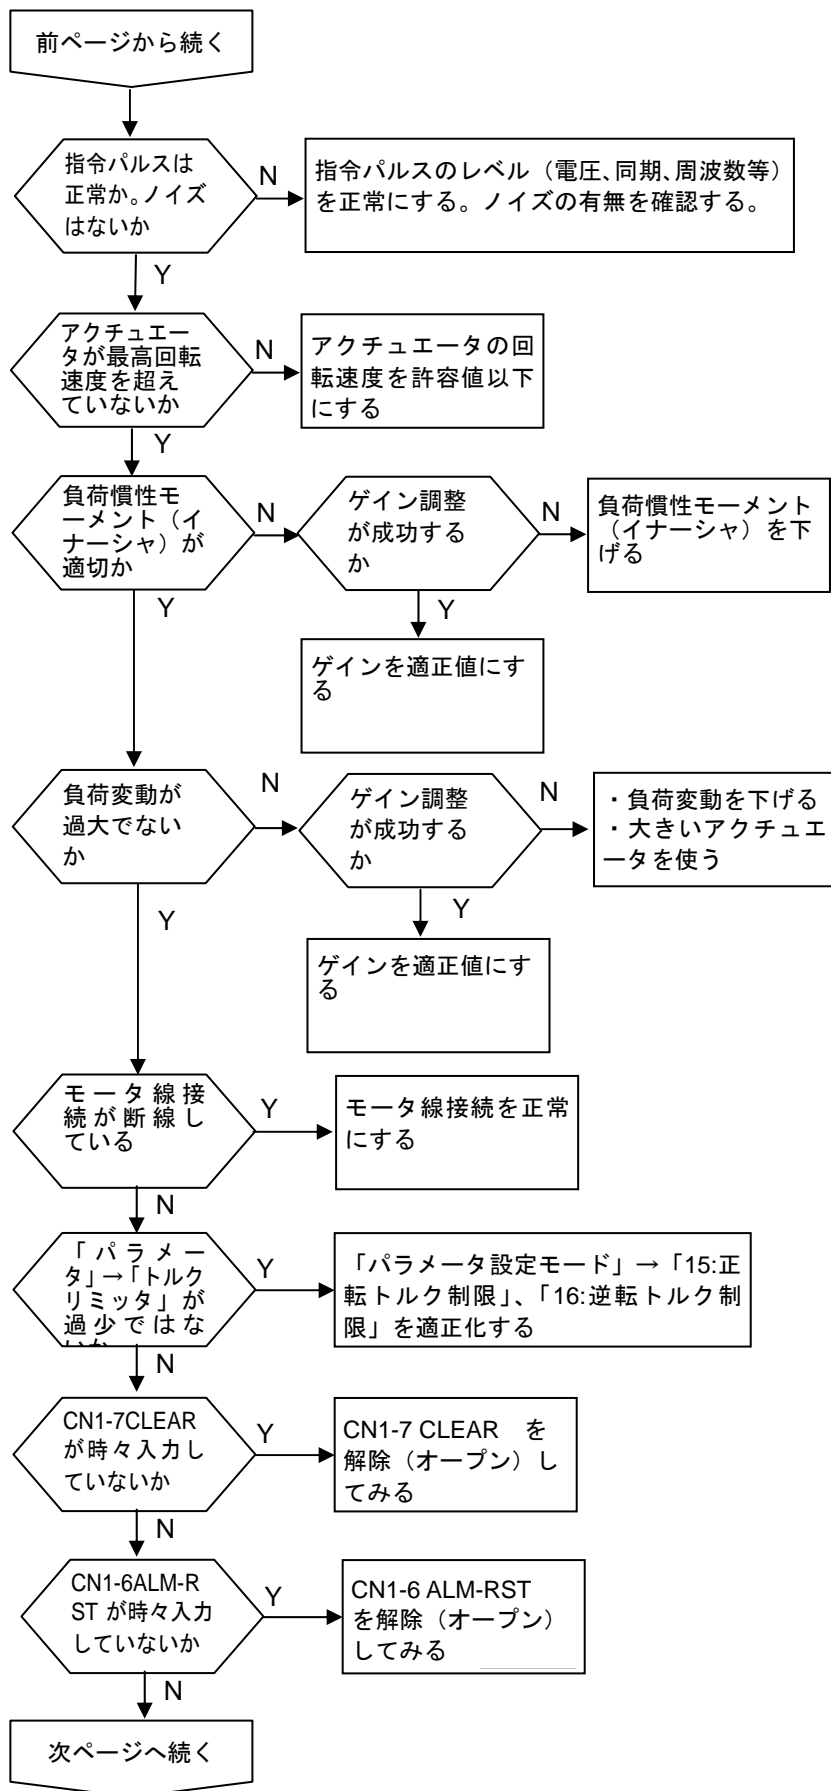 前ページから続く
指令パルスは
正常か。ノイズ
はないか
N
指令パルスのレベル（電圧、同期、周波数等）
を正常にする。ノイズの有無を確認する。
Y
アクチュエー
タが最高回転
速度を超え
ていないか
N
アクチュエータの回
転速度を許容値以下
にする
Y
負荷慣性モ
ーメント（イ
ナーシャ）が
適切か
N
ゲイン調整
が成功する
か
N
負荷慣性モーメント
（イナーシャ）を下
げる
Y
Y
ゲインを適正値にす
る
負荷変動が
過大でない
か
N
ゲイン調整
が成功する
か
N
・負荷変動を下げる
・大きいアクチュエ
ータを使う
Y
Y
ゲインを適正値にす
る
モータ線接
続が断線し
ている
Y
モータ線接続を正常
にする
N
「パラメー
タ」→「トルク
リミッタ」が
過少ではな
Y
「パラメータ設定モード」→「15:正
転トルク制限」、「16:逆転トルク制
限」を適正化する
N
CN1-7CLEAR
が時々入力し
ていないか
Y
CN1-7 CLEAR を
解除（オープン）し
てみる
N
CN1-6ALM-R
ST が時々入力
していないか
Y
CN1-6 ALM-RST
を解除（オープン）
してみる
N
次ページへ続く